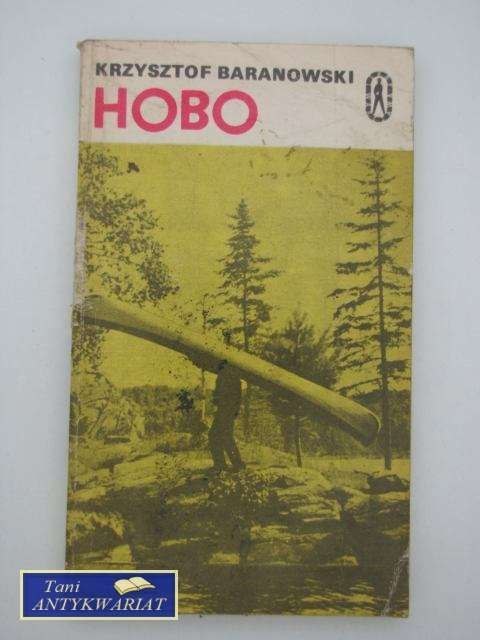 KRZYSZTOF BARANOWSKI
HOBO
Tani
ANTYKWARIAT